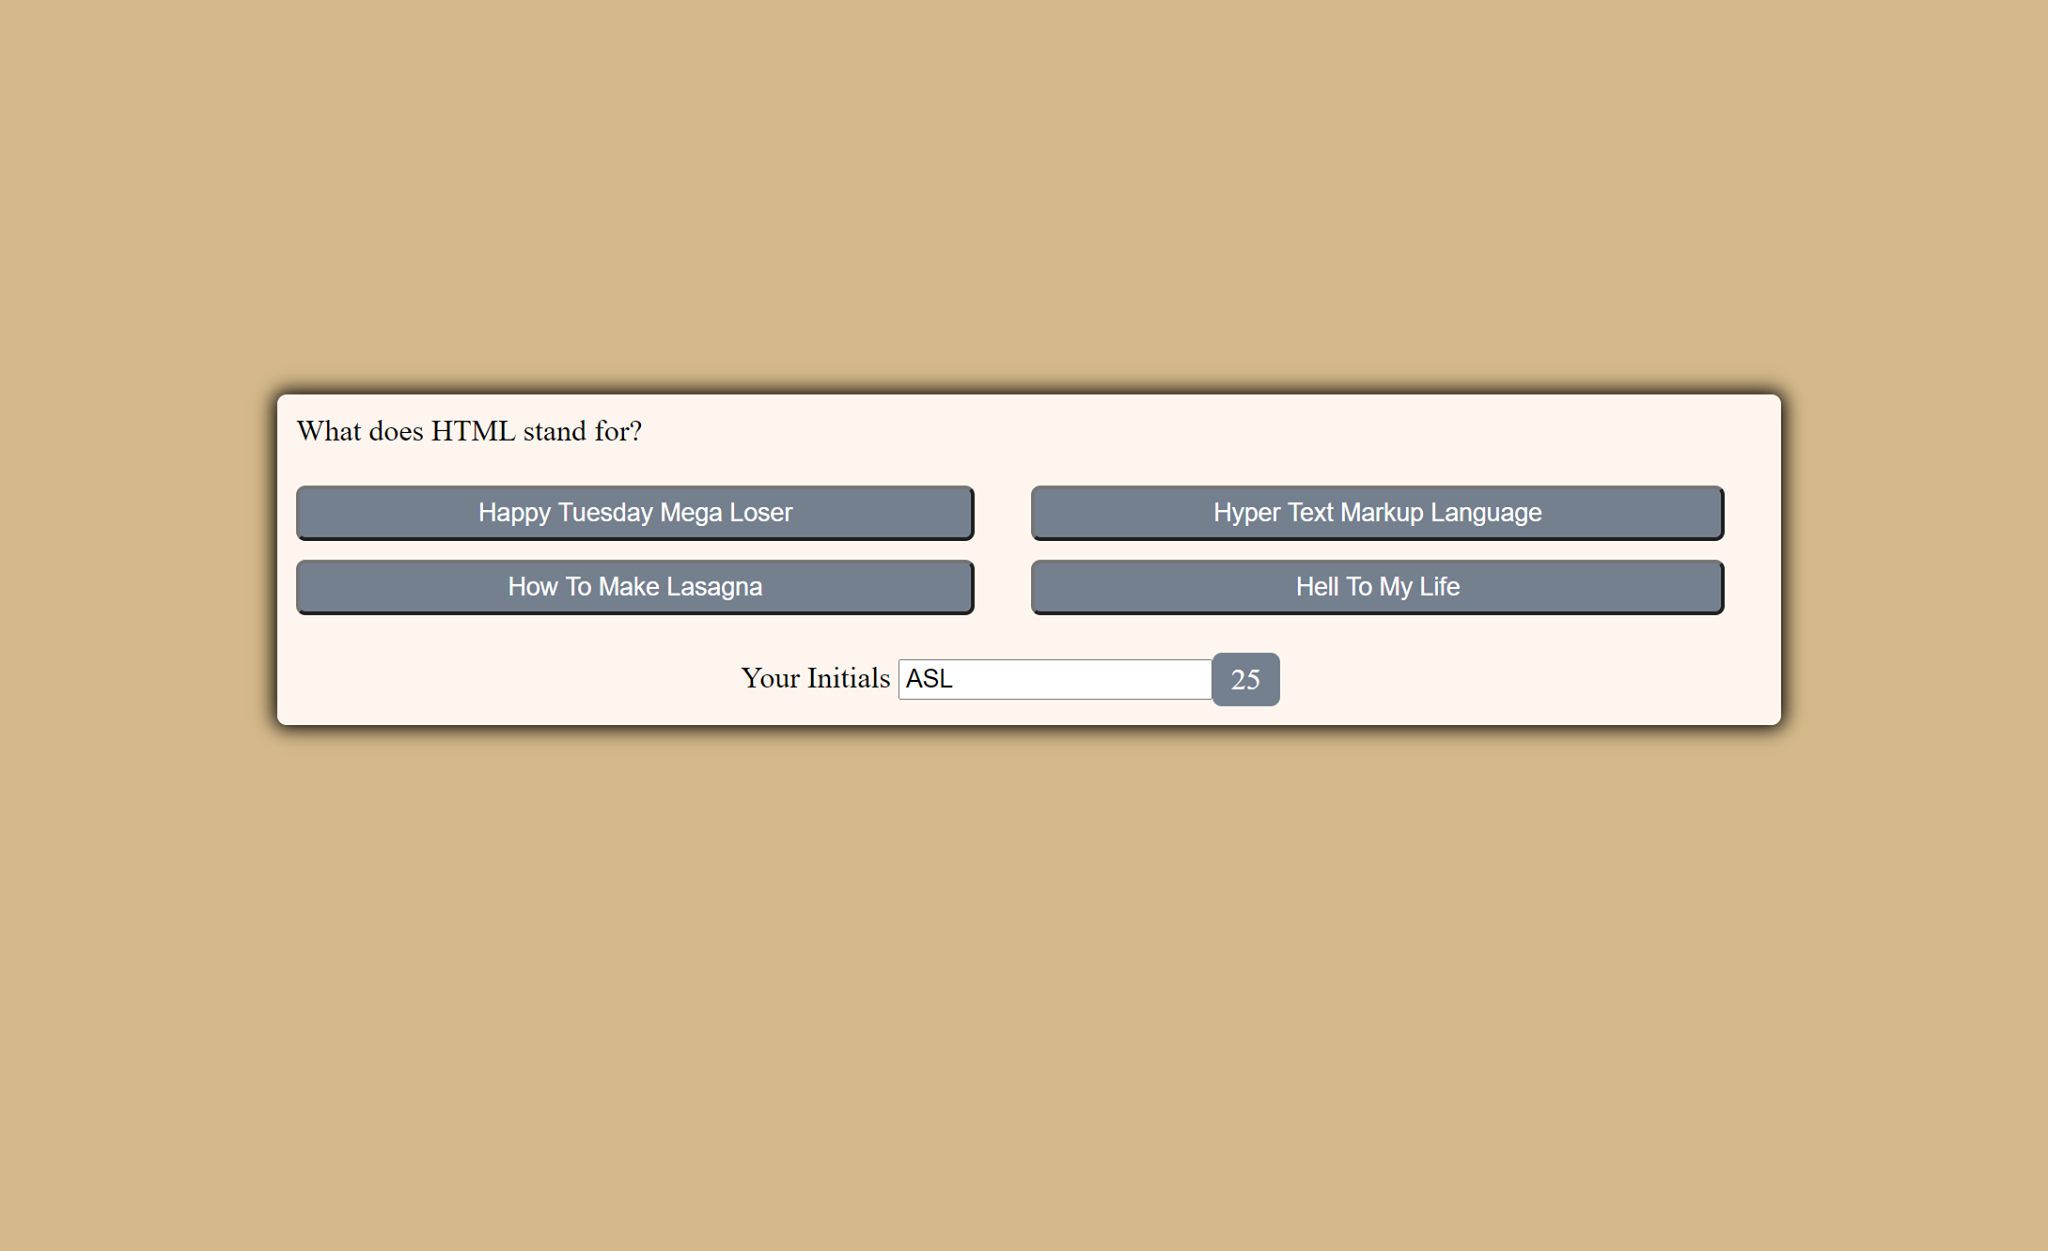 What does HTML stand for?
Happy Tuesday Mega Loser
Hyper Text Markup Language
How To Make Lasagna
Hell To My Life
Your Initials ASL 25